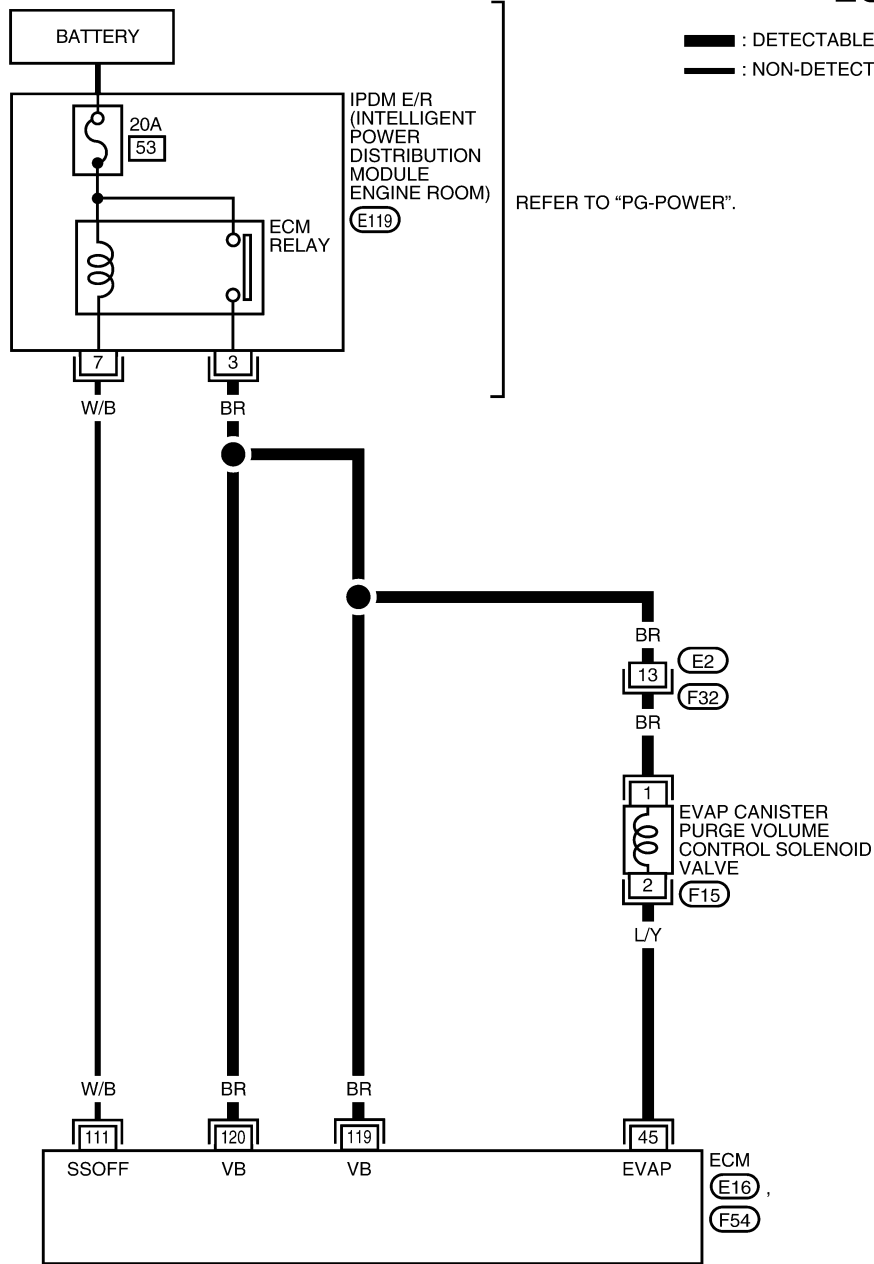 BATTERY
: DETECTABLE
: NON-DETECT
IPDM E/R
(INTELLIGENT
POWER
DISTRIBUTION
MODULE
ENGINE ROOM)
E119
20A
53
ECM
RELAY
REFER TO “PG-POWER”.
7
3
W/B
BR
BR
13
E2
F32
BR
1
EVAP CANISTER
PURGE VOLUME
CONTROL SOLENOID
VALVE
2
F15
L/Y
W/B
BR
BR
111
120
119
45
SSOFF
VB
VB
EVAP
ECM
E16 ,
F54